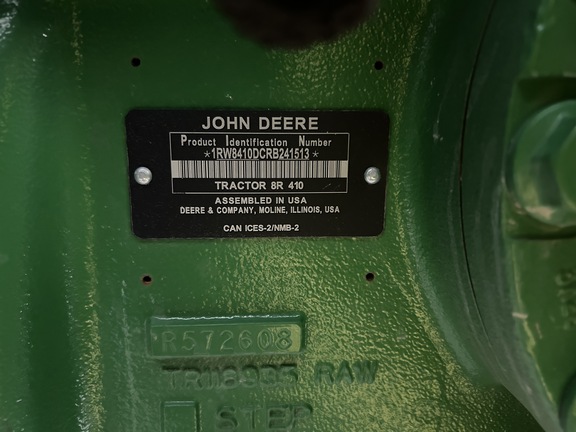 JOHN DEERE
Product Identification Number
*1RW8410DCRB241513*
TRACTOR 8R 410
ASSEMBLED IN USA
DEERE & COMPANY, MOLINE, ILLINOIS, USA
CAN ICES-2/NMB-2
R572608
RAW
STEP